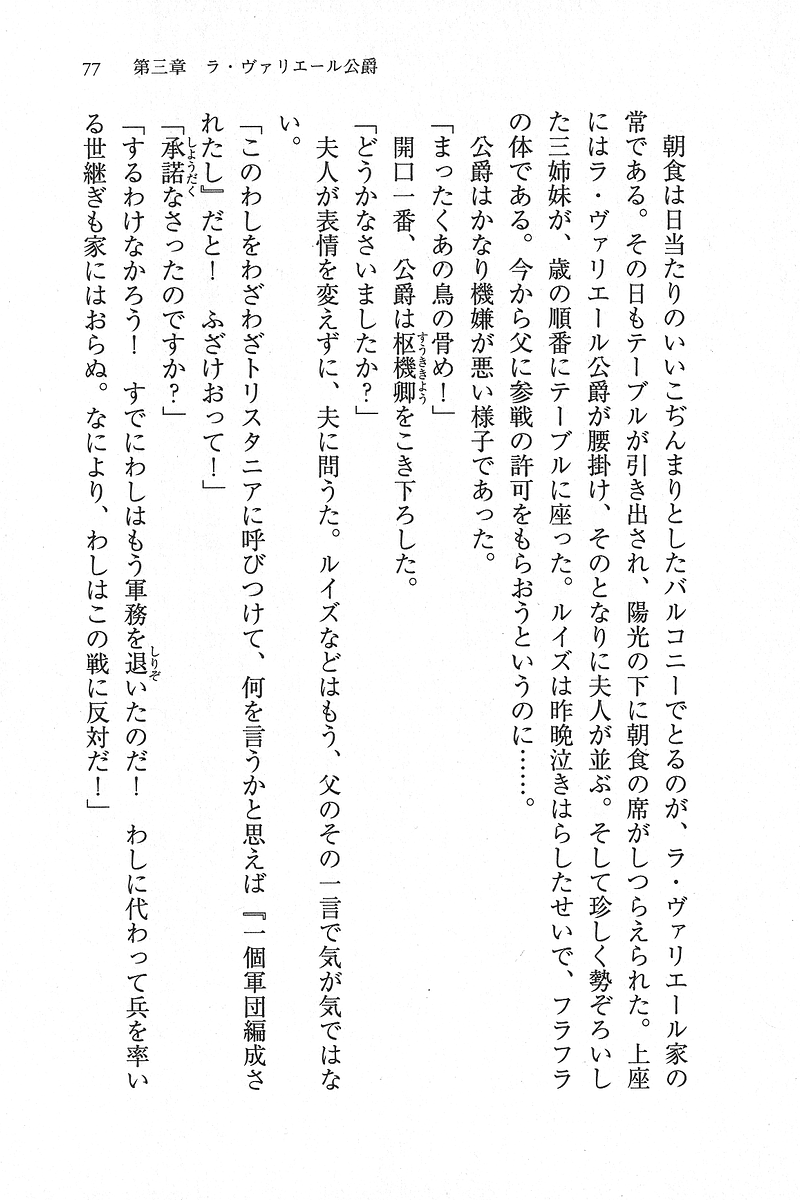 77　第三章　ラ・ヴァリエール公爵
　朝食は日当たりのいいこぢんまりとしたバルコニーでとるのが、ラ・ヴァリエール家の
常である。その日もテーブルが引き出され、陽光の下に朝食の席がしつらえられた。上座
にはラ・ヴァリエール公爵が腰掛け、そのとなりに夫人が並ぶ。そして珍しく勢ぞろいし
た三姉妹が、歳の順番にテーブルに座った。ルイズは昨晩泣きはらしたせいで、フラフラ
の体である。今から父に参戦の許可をもらおうというのに……。
　公爵はかなり機嫌が悪い様子であった。
「まったくあの鳥の骨め！」
　開口一番、公爵は枢機卿をこき下ろした。
すうききょう
「どうかなさいましたか？」
　夫人が表情を変えずに、夫に問うた。ルイズなどはもう、父のその一言で気が気ではな
い。
「このわしをわざわざトリスタニアに呼びつけて、何を言うかと思えば『一個軍団編成さ
れたし』だと！　ふざけおって！」
「承諾なさったのですか？」
しょうだく
「するわけなかろう！　すでにわしはもう軍務を退いたのだ！　わしに代わって兵を率い
しりぞ
る世継ぎも家にはおらぬ。なにより、わしはこの戦に反対だ！」